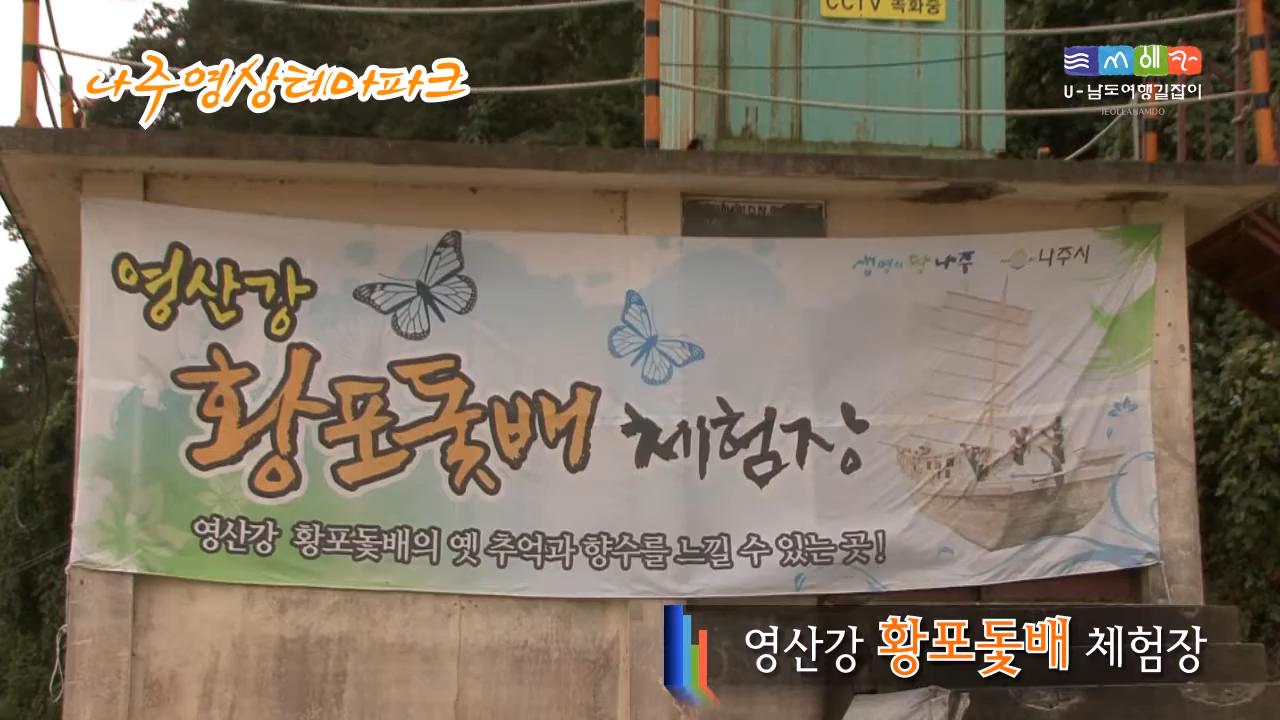 CCTV 녹화중
나주영상테마파크
U-남도여행길잡이
JEOLLANAMDO
생명의 땅 나주
나주시
영산강
황포돛배 체험장
영산강 황포돛배의 옛 추억과 향수를 느낄 수 있는 곳!
영산강 황포돛배 체험장